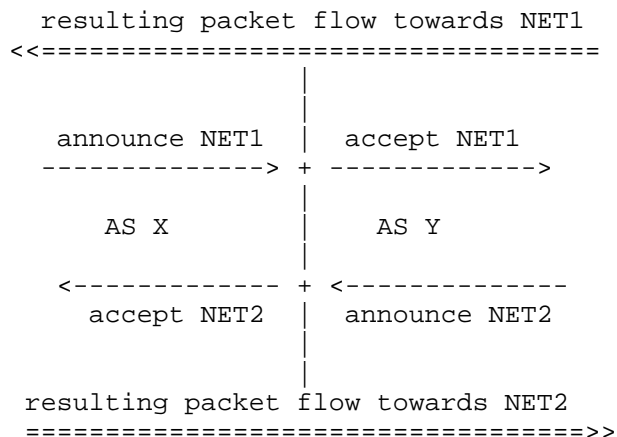 resulting packet flow towards NET1
<<===================================
|
|
announce NET1 | accept NET1
--------------> + ------------->
|
AS X | AS Y
|
<------------- + <--------------
accept NET2 | announce NET2
|
|
resulting packet flow towards NET2
===================================>>